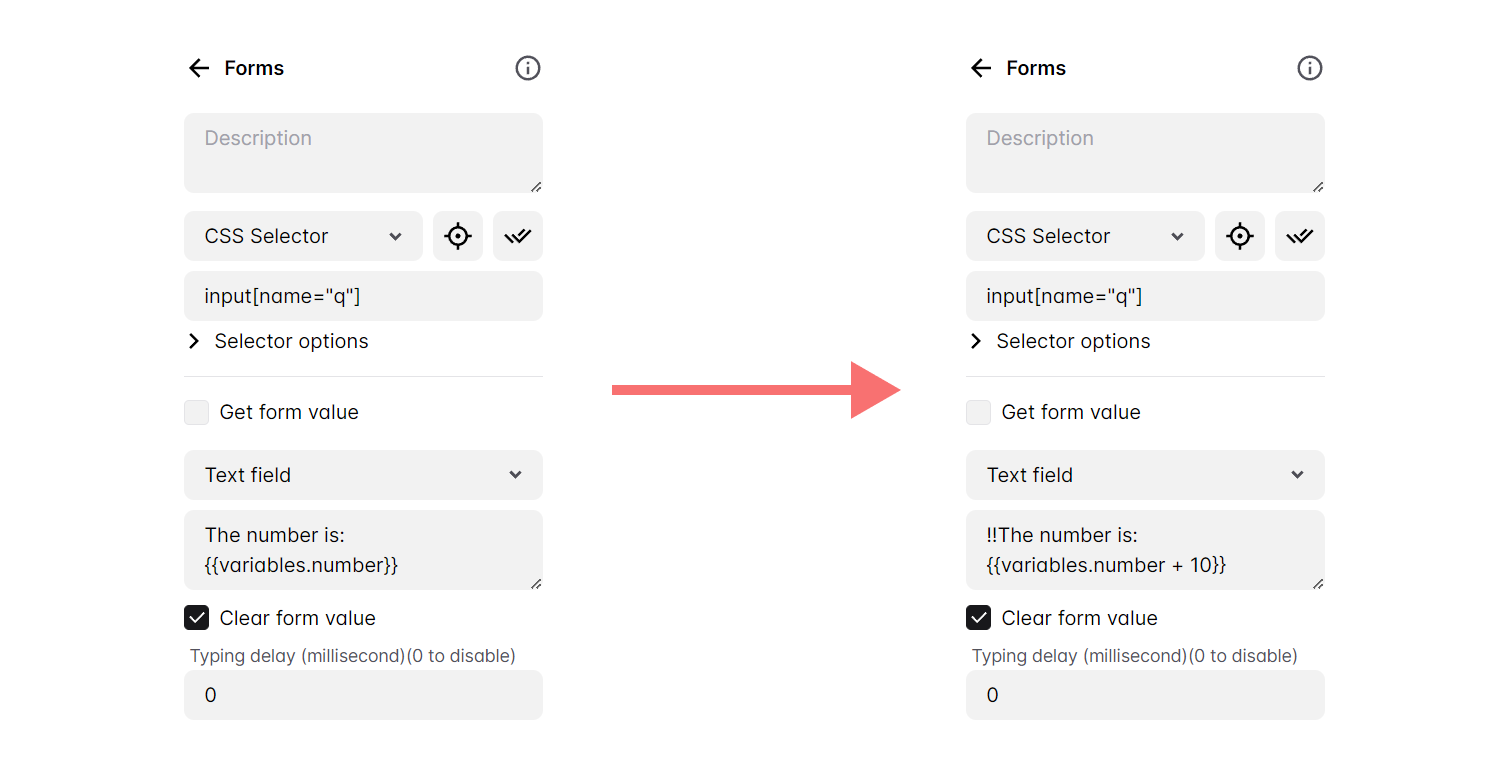 Forms
Description
CSS Selector
input[name="q"]
Selector options
Get form value
Text field
The number is:
{{variables.number}}
Clear form value
Typing delay (millisecond)(0 to disable)
0
Forms
Description
CSS Selector
input[name="q"]
Selector options
Get form value
Text field
!!The number is:
{{variables.number + 10}}
Clear form value
Typing delay (millisecond)(0 to disable)
0